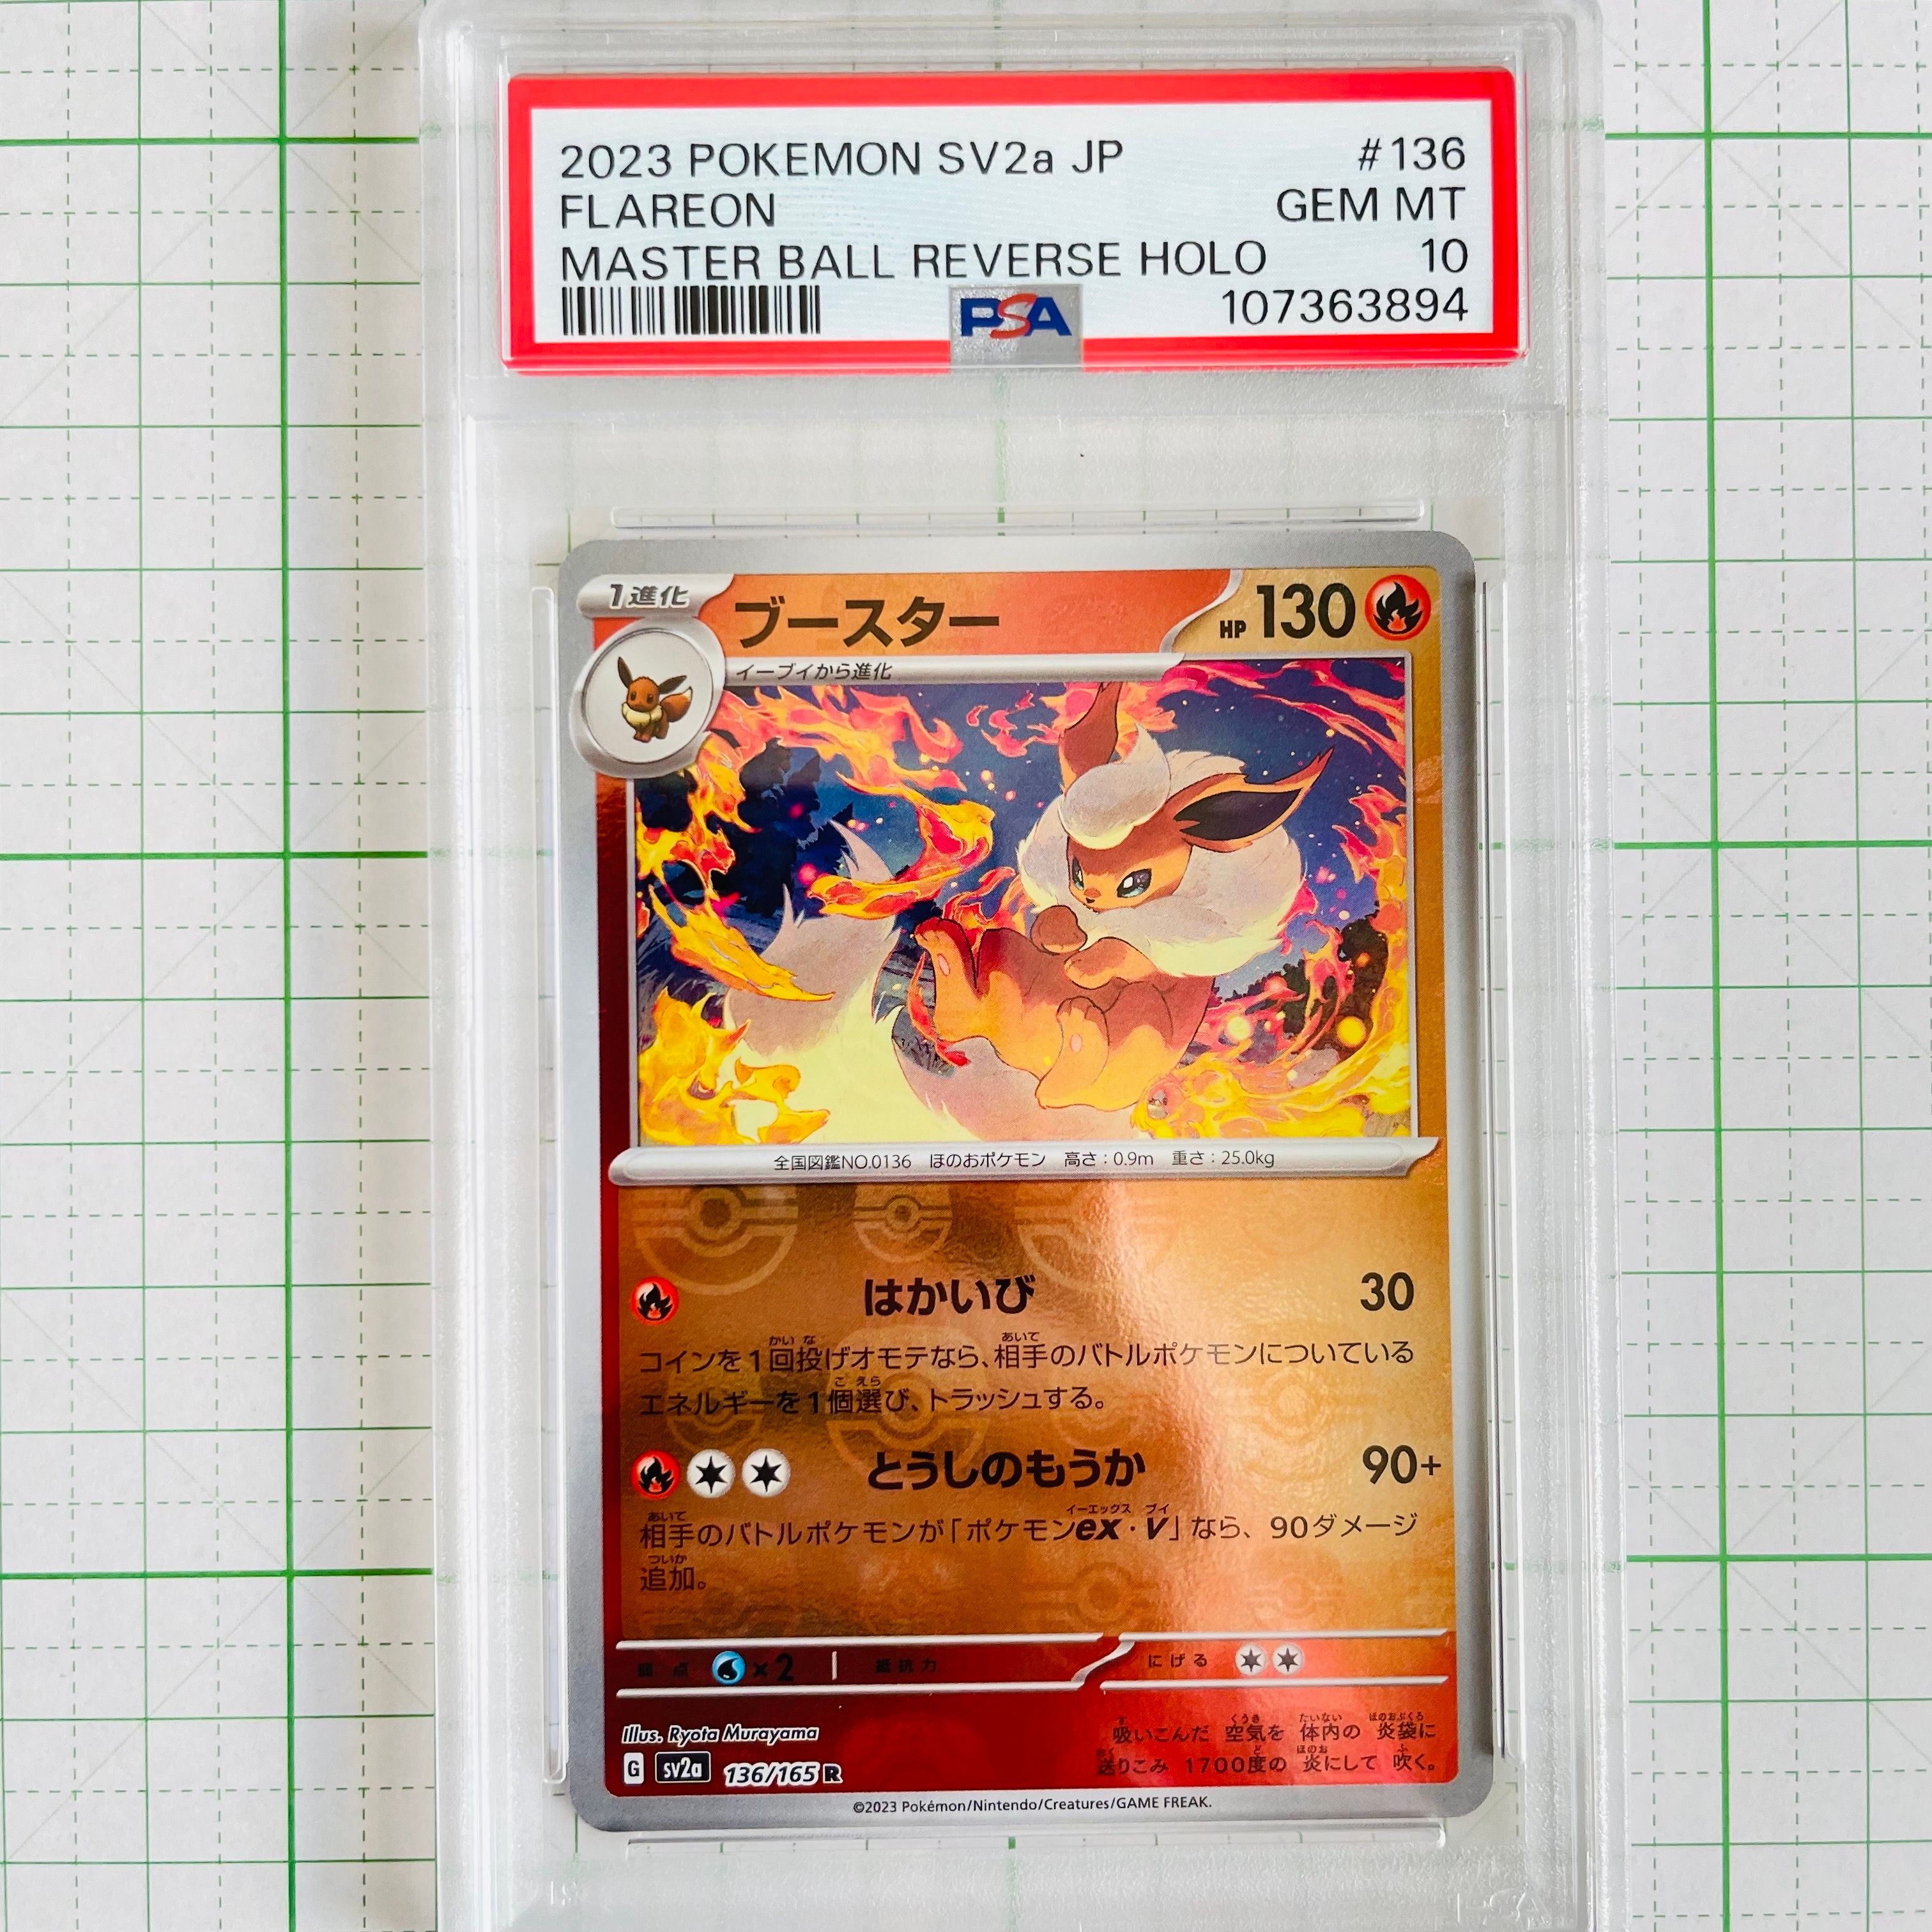 2023 POKEMON SV2a JP #136
FLAREON GEM MT
MASTER BALL REVERSE HOLO 10
PSA 107363894
1進化 ブースター HP 130
イーブイから進化
全国図鑑NO.0136 ほのおポケモン 高さ:0.9m 重さ:25.0kg
はかいび 30
コインを1回投げオモテなら、相手のバトルポケモンについている
エネルギーを1個選び、トラッシュする。
とうしのもうか 90+
相手のバトルポケモンが「ポケモンex・V」なら、90ダメージ
追加。
弱点 ×2 抵抗力 にげる
Illus. Ryota Murayama
吸いこんだ 空気を 体内の 炎袋に
送りこみ 1700度の 炎にして 吹く。
G sv2a 136/165 R
©2023 Pokémon/Nintendo/Creatures/GAME FREAK.